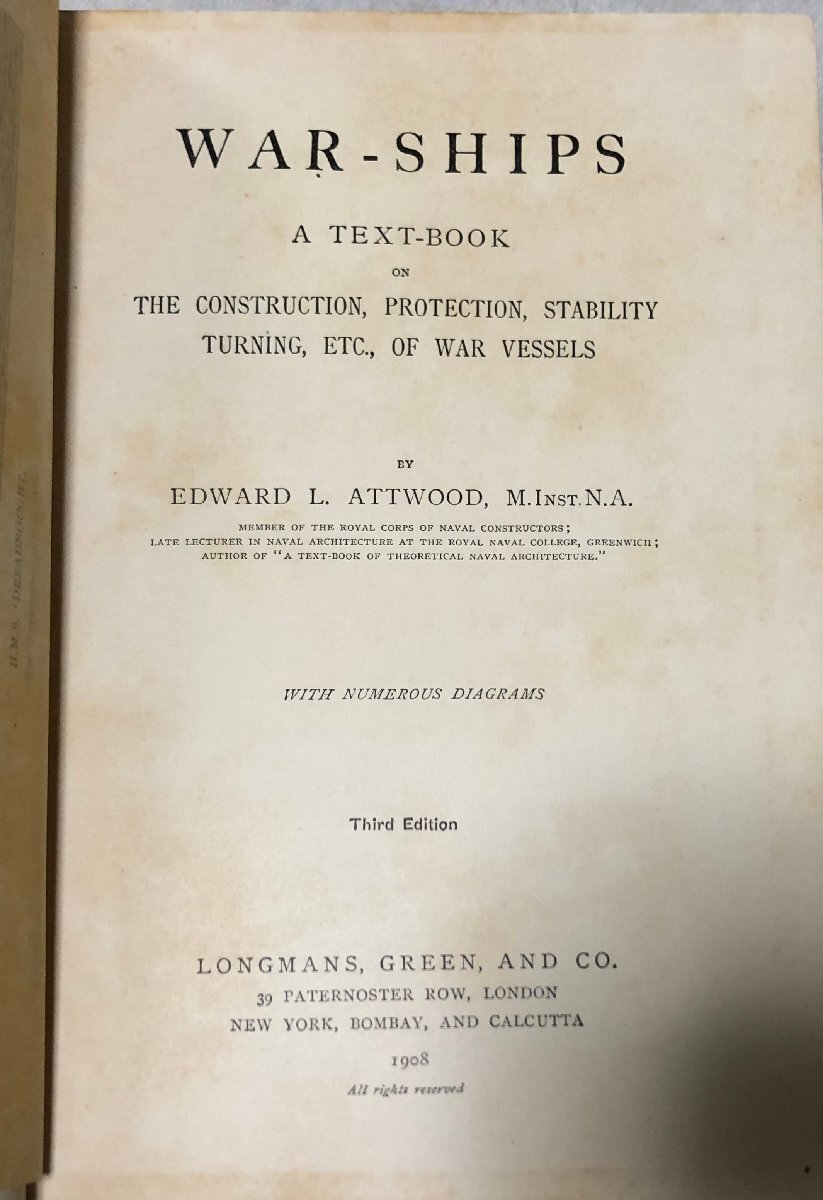 WAR-SHIPS
A TEXT-BOOK
ON
THE CONSTRUCTION, PROTECTION, STABILITY
TURNING, ETC., OF WAR VESSELS
BY
EDWARD L. ATTWOOD, M.INST.N.A.
MEMBER OF THE ROYAL CORPS OF NAVAL CONSTRUCTORS;
LATE LECTURER IN NAVAL ARCHITECTURE AT THE ROYAL NAVAL COLLEGE, GREENWICH;
AUTHOR OF "A TEXT-BOOK OF THEORETICAL NAVAL ARCHITECTURE."
WITH NUMEROUS DIAGRAMS
Third Edition
LONGMANS, GREEN, AND CO.
39 PATERNOSTER ROW, LONDON
NEW YORK, BOMBAY, AND CALCUTTA
1908
All rights reserved
H.M.S. "DREADNOUGHT."